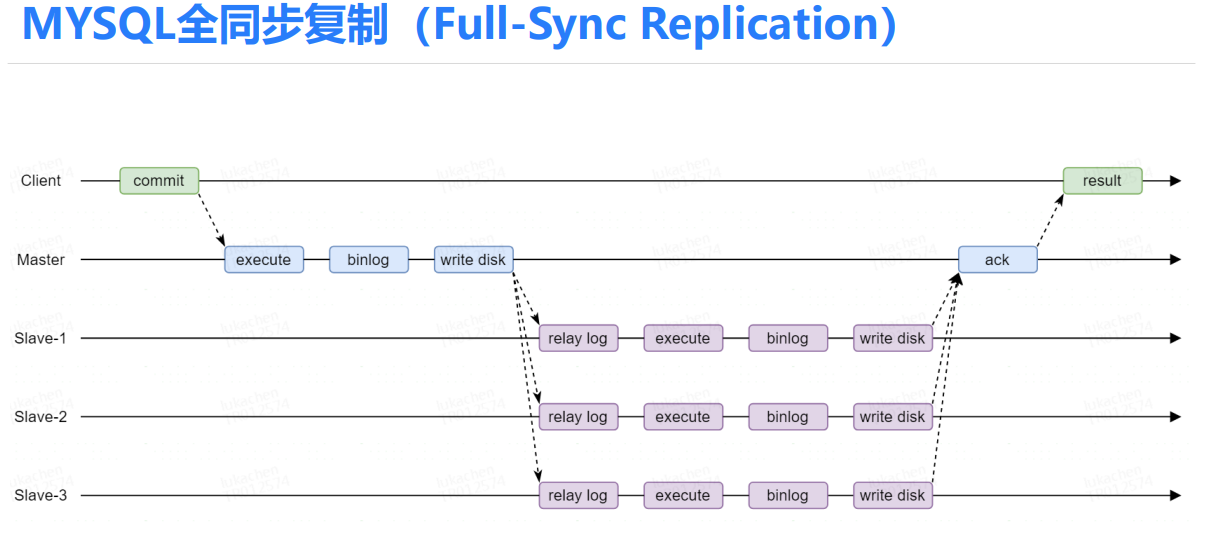 MYSQL全同步复制（Full-Sync Replication）
Client commit result
Master execute binlog write disk ack
Slave-1 relay log execute binlog write disk
Slave-2 relay log execute binlog write disk
Slave-3 relay log execute binlog write disk